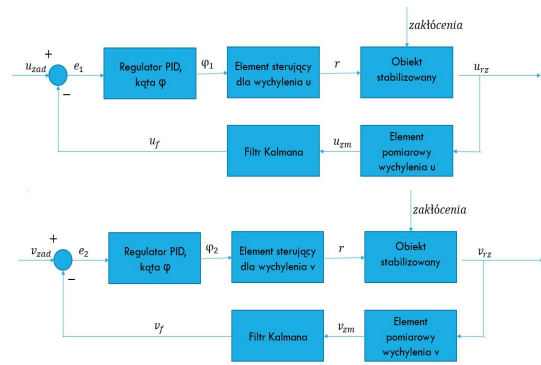 zakłócenia
+
u_zad
e_1
Regulator PID,
kąta φ
φ_1
Element sterujący
dla wychylenia u
r
Obiekt
stabilizowany
u_rz
−
u_f
Filtr Kalmana
u_zm
Element
pomiarowy
wychylenia u
zakłócenia
+
v_zad
e_2
Regulator PID,
kąta φ
φ_2
Element sterujący
dla wychylenia v
r
Obiekt
stabilizowany
v_rz
−
v_f
Filtr Kalmana
v_zm
Element
pomiarowy
wychylenia v